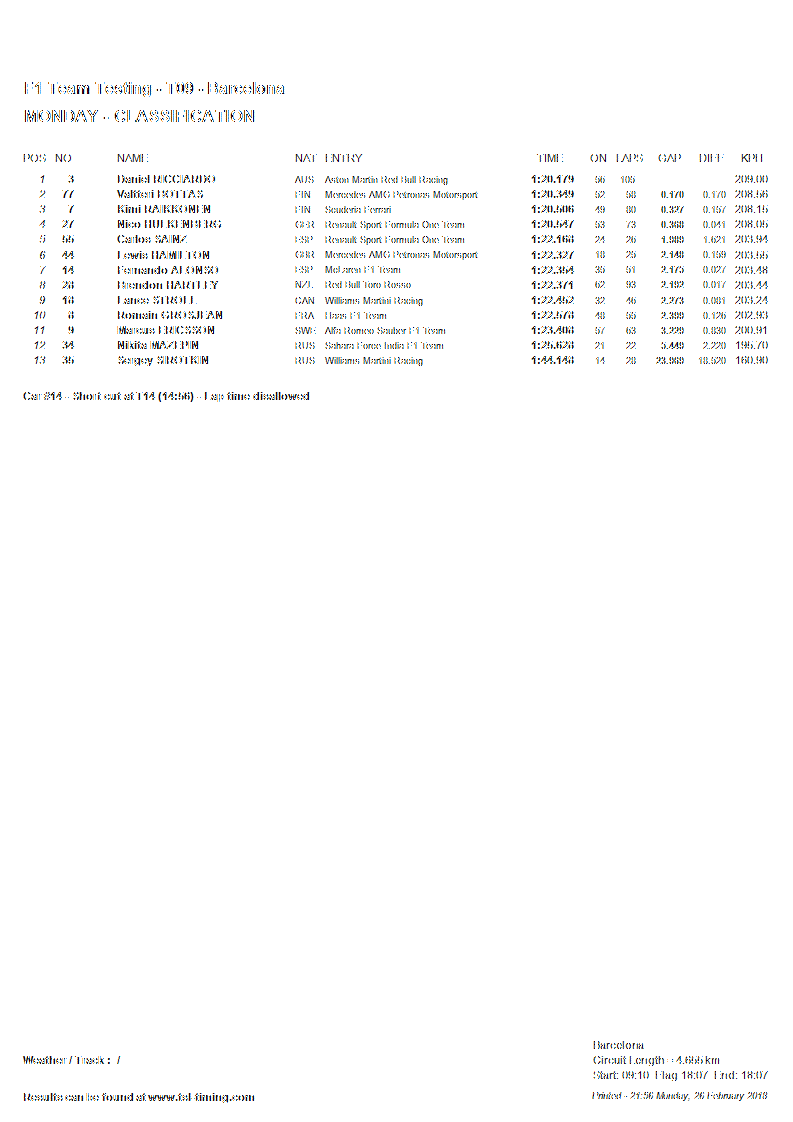 F1 Team Testing - T09 - Barcelona
MONDAY - CLASSIFICATION
POS NO NAME NAT ENTRY TIME ON LAPS GAP DIFF KPH
1 3 Daniel RICCIARDO AUS Aston Martin Red Bull Racing 1:20.179 56 105 209.00
2 77 Valtteri BOTTAS FIN Mercedes AMG Petronas Motorsport 1:20.349 52 58 0.170 0.170 208.56
3 7 Kimi RAIKKONEN FIN Scuderia Ferrari 1:20.506 49 80 0.327 0.157 208.15
4 27 Nico HULKENBERG GER Renault Sport Formula One Team 1:20.547 53 73 0.368 0.041 208.05
5 55 Carlos SAINZ ESP Renault Sport Formula One Team 1:22.168 24 26 1.989 1.621 203.94
6 44 Lewis HAMILTON GBR Mercedes AMG Petronas Motorsport 1:22.327 18 25 2.148 0.159 203.55
7 14 Fernando ALONSO ESP McLaren F1 Team 1:22.354 35 51 2.175 0.027 203.48
8 28 Brendon HARTLEY NZL Red Bull Toro Rosso 1:22.371 62 93 2.192 0.017 203.44
9 18 Lance STROLL CAN Williams Martini Racing 1:22.452 32 46 2.273 0.081 203.24
10 8 Romain GROSJEAN FRA Haas F1 Team 1:22.578 48 55 2.399 0.126 202.93
11 9 Marcus ERICSSON SWE Alfa Romeo Sauber F1 Team 1:23.408 57 63 3.229 0.830 200.91
12 34 Nikita MAZEPIN RUS Sahara Force India F1 Team 1:25.628 21 22 5.449 2.220 195.70
13 35 Sergey SIROTKIN RUS Williams Martini Racing 1:44.148 14 28 23.969 18.520 160.90
Car #14 - Short cut at T14 (14:56) - Lap time disallowed
Barcelona
Weather / Track : /
Circuit Length = 4.655 km
Start: 09:10 Flag 18:07 End: 18:07
Results can be found at www.tsl-timing.com
Printed - 21:56 Monday, 26 February 2018